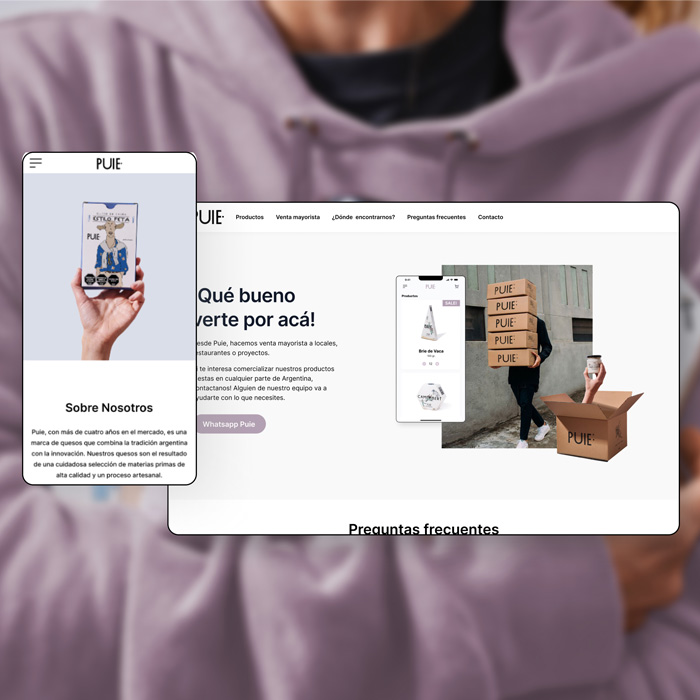 PUIE
ESTILO FETA
PUIE
Sobre Nosotros
Puie, con más de cuatro años en el mercado, es una
marca de quesos que combina la tradición argentina
con la innovación. Nuestros quesos son el resultado
de una cuidadosa selección de materias primas de
alta calidad y un proceso artesanal.
PUIE
Productos
Venta mayorista
¿Dónde encontrarnos?
Preguntas frecuentes
Contacto
Qué bueno
verte por acá!
esde Puie, hacemos venta mayorista a locales,
estaurantes o proyectos.
te interesa comercializar nuestros productos
estas en cualquier parte de Argentina,
ontactanos! Alguien de nuestro equipo va a
yudarte con lo que necesites.
Whatsapp Puie
PUIE
Productos
SALE!
Brie de Vaca
PUIE
PUIE
PUIE
PUIE
PUIE
PUIE
Preguntas frecuentes